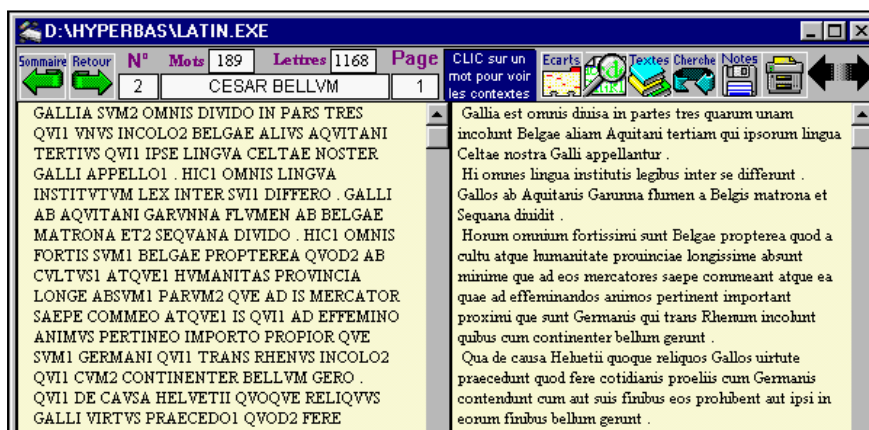 D:\HYPERBAS\LATIN.EXE
Sommaire Retour N° Mots 189 Lettres 1168 Page CLIC sur un mot pour voir les contextes Ecarts Textes Cherche Notes
2 CESAR BELLVM 1
GALLIA SVM2 OMNIS DIVIDO IN PARS TRES
QVI1 VNVS INCOLO2 BELGAE ALIVS AQVITANI
TERTIVS QVI1 IPSE LINGVA CELTAE NOSTER
GALLI APPELLO1 . HIC1 OMNIS LINGVA
INSTITVTVM LEX INTER SVI1 DIFFERO . GALLI
AB AQVITANI GARVNNA FLVMEN AB BELGAE
MATRONA ET2 SEQVANA DIVIDO . HIC1 OMNIS
FORTIS SVM1 BELGAE PROPTEREA QVOD2 AB
CVLTVS1 ATQVE1 HVMANITAS PROVINCIA
LONGE ABSVM1 PARVM2 QVE AD IS MERCATOR
SAEPE COMMEO ATQVE1 IS QVI1 AD EFFEMINO
ANIMVS PERTINEO IMPORTO PROPIOR QVE
SVM1 GERMANI QVI1 TRANS RHENVS INCOLO2
QVI1 CVM2 CONTINENTER BELLVM GERO .
QVI1 DE CAVSA HELVETII QVOQVE RELIQVVS
GALLI VIRTVS PRAECEDO1 QVOD2 FERE
Gallia est omnis diuisa in partes tres quarum unam
incolunt Belgae aliam Aquitani tertiam qui ipsorum lingua
Celtae nostra Galli appellantur .
Hi omnes lingua institutis legibus inter se differunt .
Gallos ab Aquitanis Garunna flumen a Belgis matrona et
Sequana diuidit .
Horum omnium fortissimi sunt Belgae propterea quod a
cultu atque humanitate prouinciae longissime absunt
minime que ad eos mercatores saepe commeant atque ea
quae ad effeminandos animos pertinent important
proximi que sunt Germanis qui trans Rhenum incolunt
quibus cum continenter bellum gerunt .
Qua de causa Heluetii quoque reliquos Gallos uirtute
praecedunt quod fere cotidianis proeliis cum Germanis
contendunt cum aut suis finibus eos prohibent aut ipsi in
eorum finibus bellum gerunt .